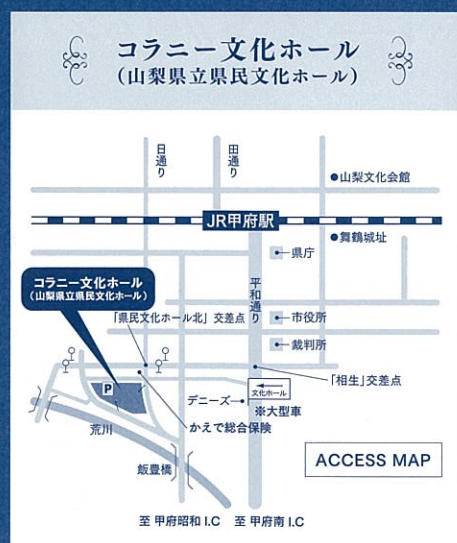 コラニー文化ホール
(山梨県立県民文化ホール)
日通り
田通り
●山梨文化会館
JR甲府駅
●舞鶴城址
県庁
コラニー文化ホール
(山梨県立県民文化ホール)
平和通り
「県民文化ホール北」交差点
市役所
裁判所
「相生」交差点
P
文化ホール
デニーズ
※大型車
かえで総合保険
荒川
飯豊橋
ACCESS MAP
至 甲府昭和 I.C 至 甲府南 I.C